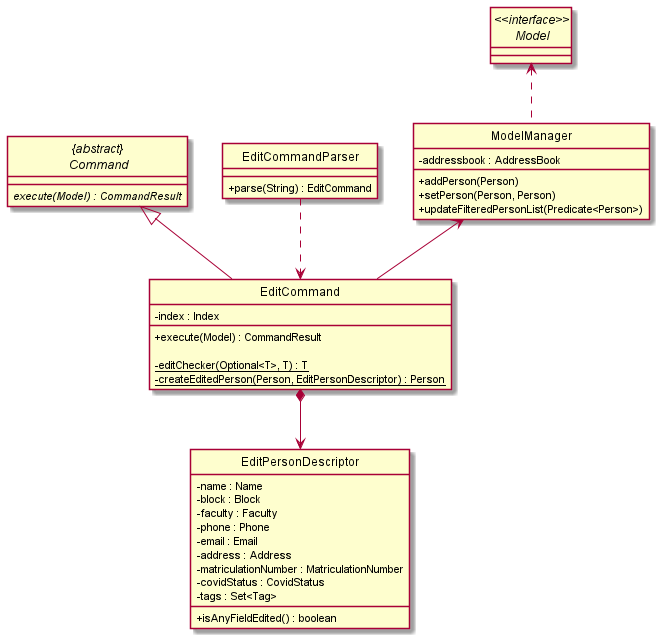 <<interface>>
Model
{abstract}
Command
execute(Model) : CommandResult
EditCommandParser
+parse(String) : EditCommand
ModelManager
-addressbook : AddressBook
+addPerson(Person)
+setPerson(Person, Person)
+updateFilteredPersonList(Predicate<Person>)
EditCommand
-index : Index
+execute(Model) : CommandResult
-editChecker(Optional<T>, T) : T
-createEditedPerson(Person, EditPersonDescriptor) : Person
EditPersonDescriptor
-name : Name
-block : Block
-faculty : Faculty
-phone : Phone
-email : Email
-address : Address
-matriculationNumber : MatriculationNumber
-covidStatus : CovidStatus
-tags : Set<Tag>
+isAnyFieldEdited() : boolean